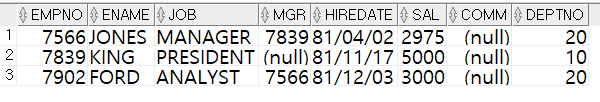 EMPNO ENAME JOB MGR HIREDATE SAL COMM DEPTNO
1 7566 JONES MANAGER 7839 81/04/02 2975 (null) 20
2 7839 KING PRESIDENT (null) 81/11/17 5000 (null) 10
3 7902 FORD ANALYST 7566 81/12/03 3000 (null) 20